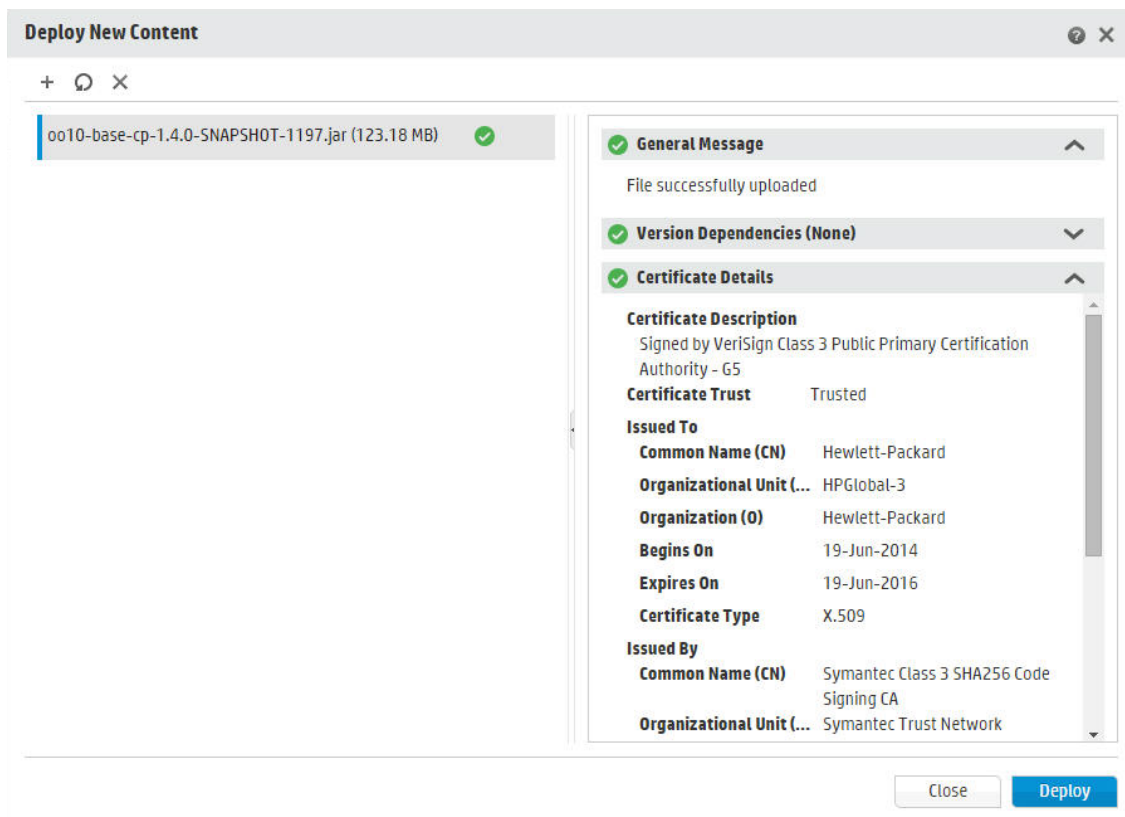 Deploy New Content
oo10-base-cp-1.4.0-SNAPSHOT-1197.jar (123.18 MB)
General Message
File successfully uploaded
Version Dependencies (None)
Certificate Details
Certificate Description
Signed by VeriSign Class 3 Public Primary Certification
Authority - G5
Certificate Trust Trusted
Issued To
Common Name (CN) Hewlett-Packard
Organizational Unit (... HPGlobal-3
Organization (O) Hewlett-Packard
Begins On 19-Jun-2014
Expires On 19-Jun-2016
Certificate Type X.509
Issued By
Common Name (CN) Symantec Class 3 SHA256 Code
Signing CA
Organizational Unit (... Symantec Trust Network
Close Deploy